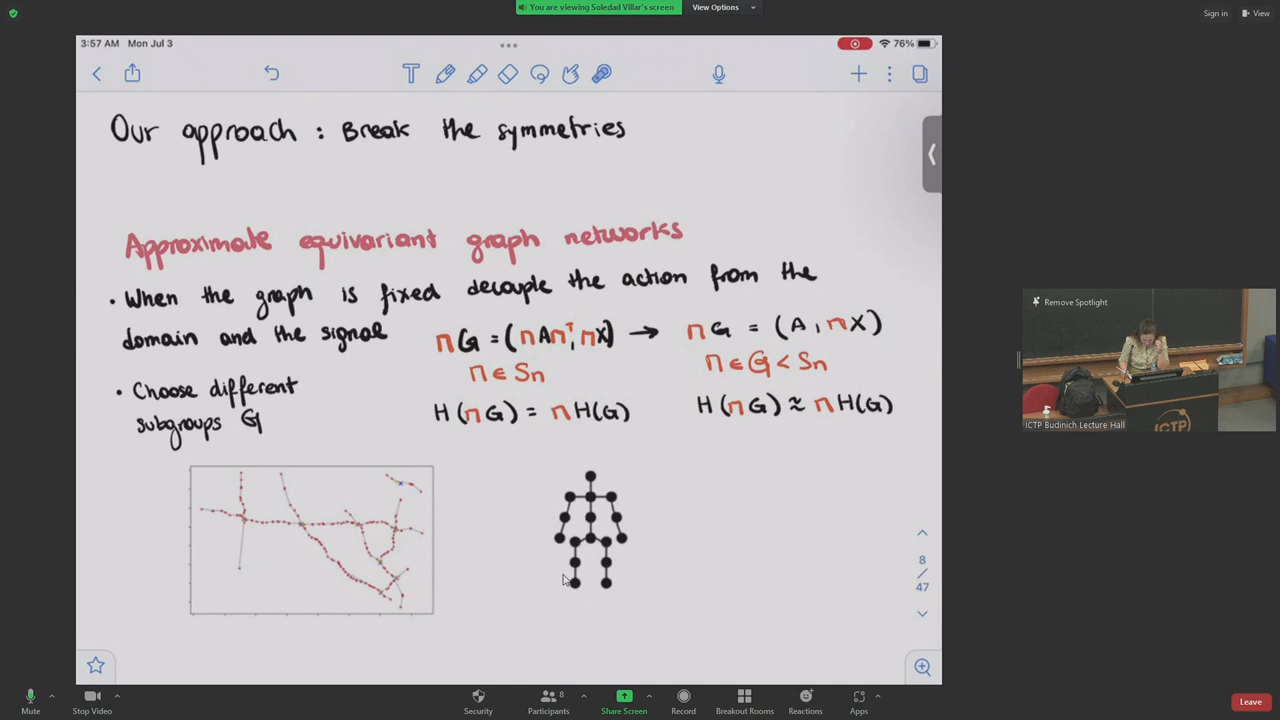 You are viewing Soledad Villar's screen
View Options
Sign in
View
3:57 AM Mon Jul 3
76%
Our approach : Break the symmetries
Approximate equivariant graph networks
• When the graph is fixed decouple the action from the
domain and the signal
ΠG = (ΠAΠᵀ, ΠX) → ΠG = (A, ΠX)
Π ∈ Sn
Π ∈ G < Sn
• Choose different
subgroups G
H(ΠG) = ΠH(G)
H(ΠG) ≈ ΠH(G)
8
/
47
Remove Spotlight
ICTP
ICTP Budinich Lecture Hall
Mute
Stop Video
Security
Participants
8
Share Screen
Record
Breakout Rooms
Reactions
Apps
Leave